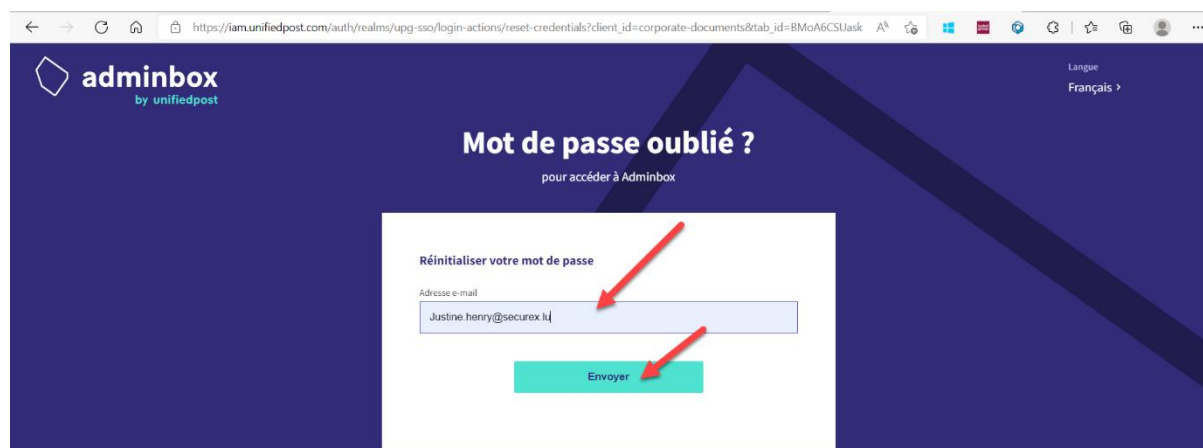 https://iam.unifiedpost.com/auth/realms/upg-sso/login-actions/reset-credentials?client_id=corporate-documents&tab_id=BMoA6CSUask
adminbox
by unifiedpost
Langue
Français >
Mot de passe oublié ?
pour accéder à Adminbox
Réinitialiser votre mot de passe
Adresse e-mail
Justine.henry@securex.lu
Envoyer